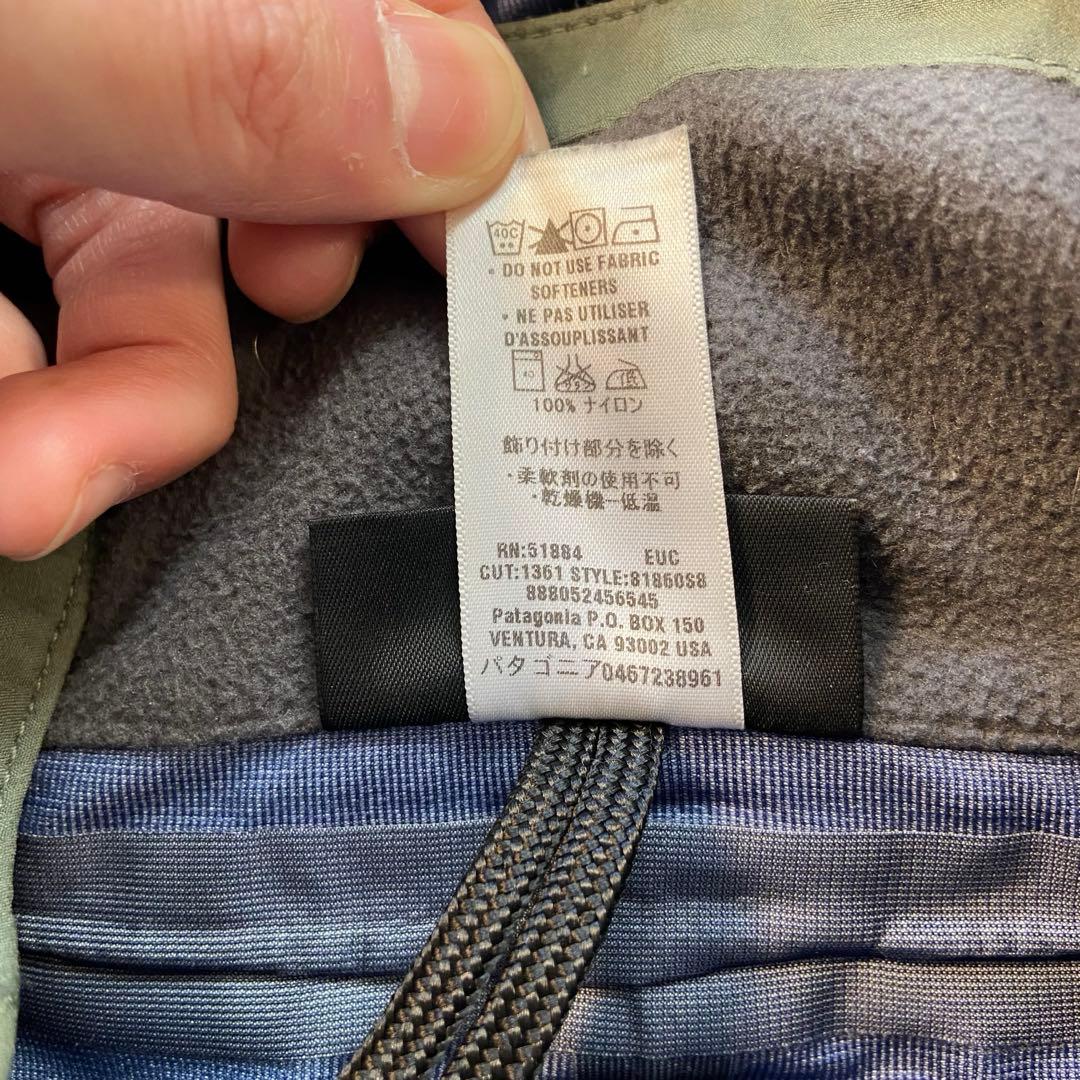 40C
• DO NOT USE FABRIC
SOFTENERS
• NE PAS UTILISER
D'ASSOUPLISSANT
40
低
100% ナイロン
飾り付け部分を除く
・柔軟剤の使用不可
・乾燥機ー低温
RN:51884 EUC
CUT:1361 STYLE:81860S8
888052456545
Patagonia P.O. BOX 150
VENTURA, CA 93002 USA
パタゴニア0467238961